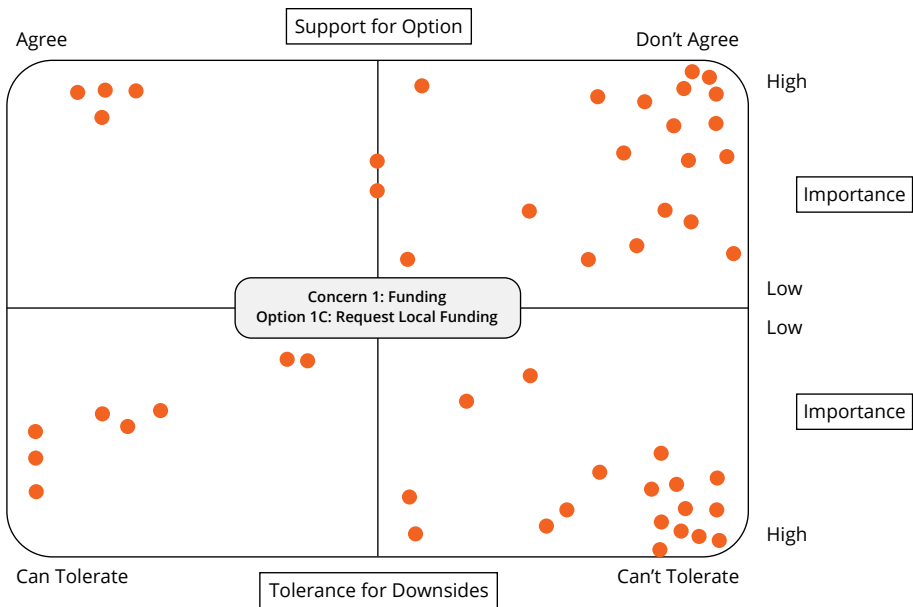 Support for Option
Agree
Don’t Agree
High
Importance
Low
Concern 1: Funding
Option 1C: Request Local Funding
Low
Importance
High
Can Tolerate
Tolerance for Downsides
Can’t Tolerate